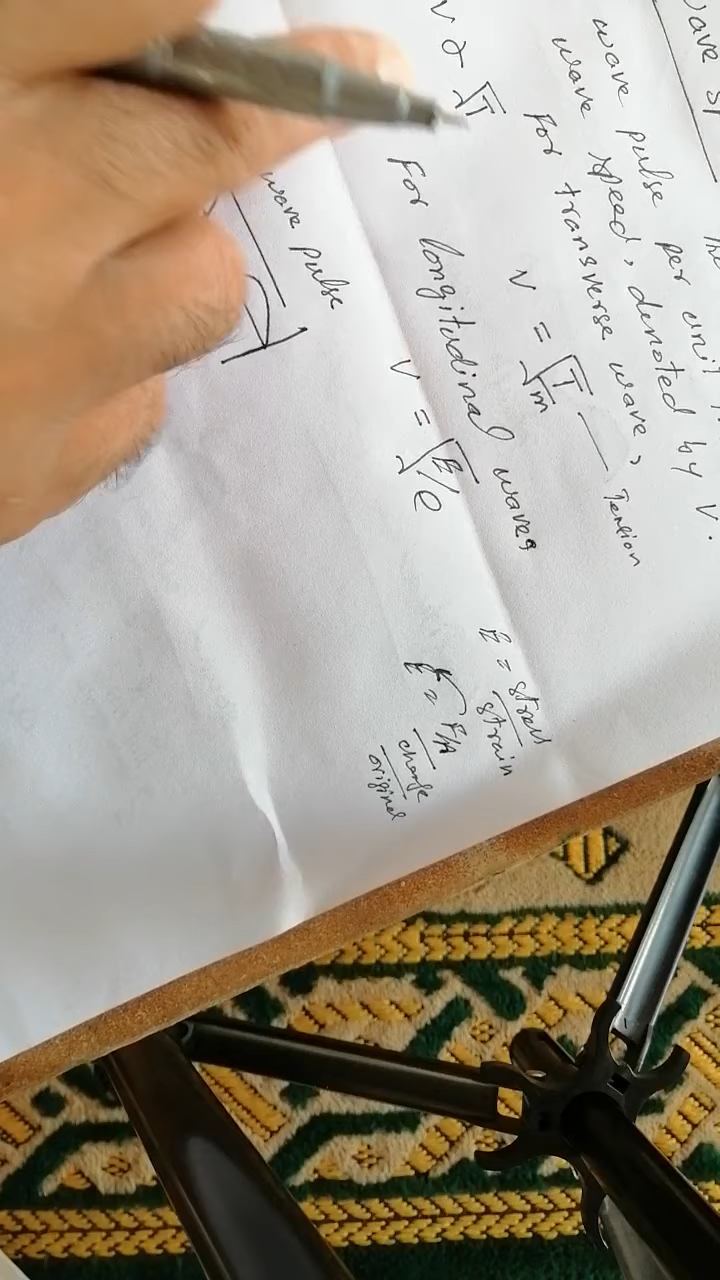 wave pulse per unit
wave speed, denoted by V.
For transverse wave,
V = √T/m Tension
V ∂ √T
For longitudinal waves
V = √E/e
E = stress
strain
E = F/A
change
original
wave pulse